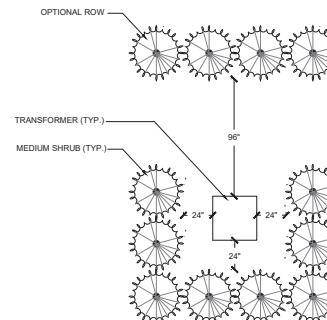 OPTIONAL ROW
TRANSFORMER (TYP.)
96"
MEDIUM SHRUB (TYP.)
24"
24"
24"